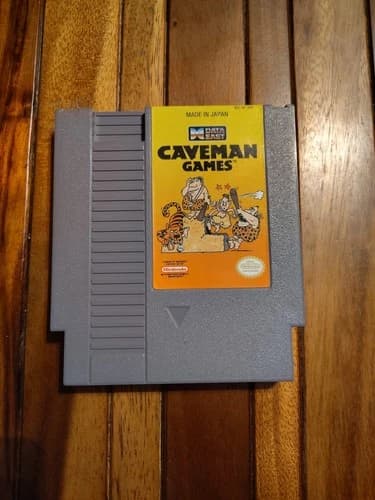 MADE IN JAPAN
DATA
EAST
CAVEMAN
GAMES
Nintendo